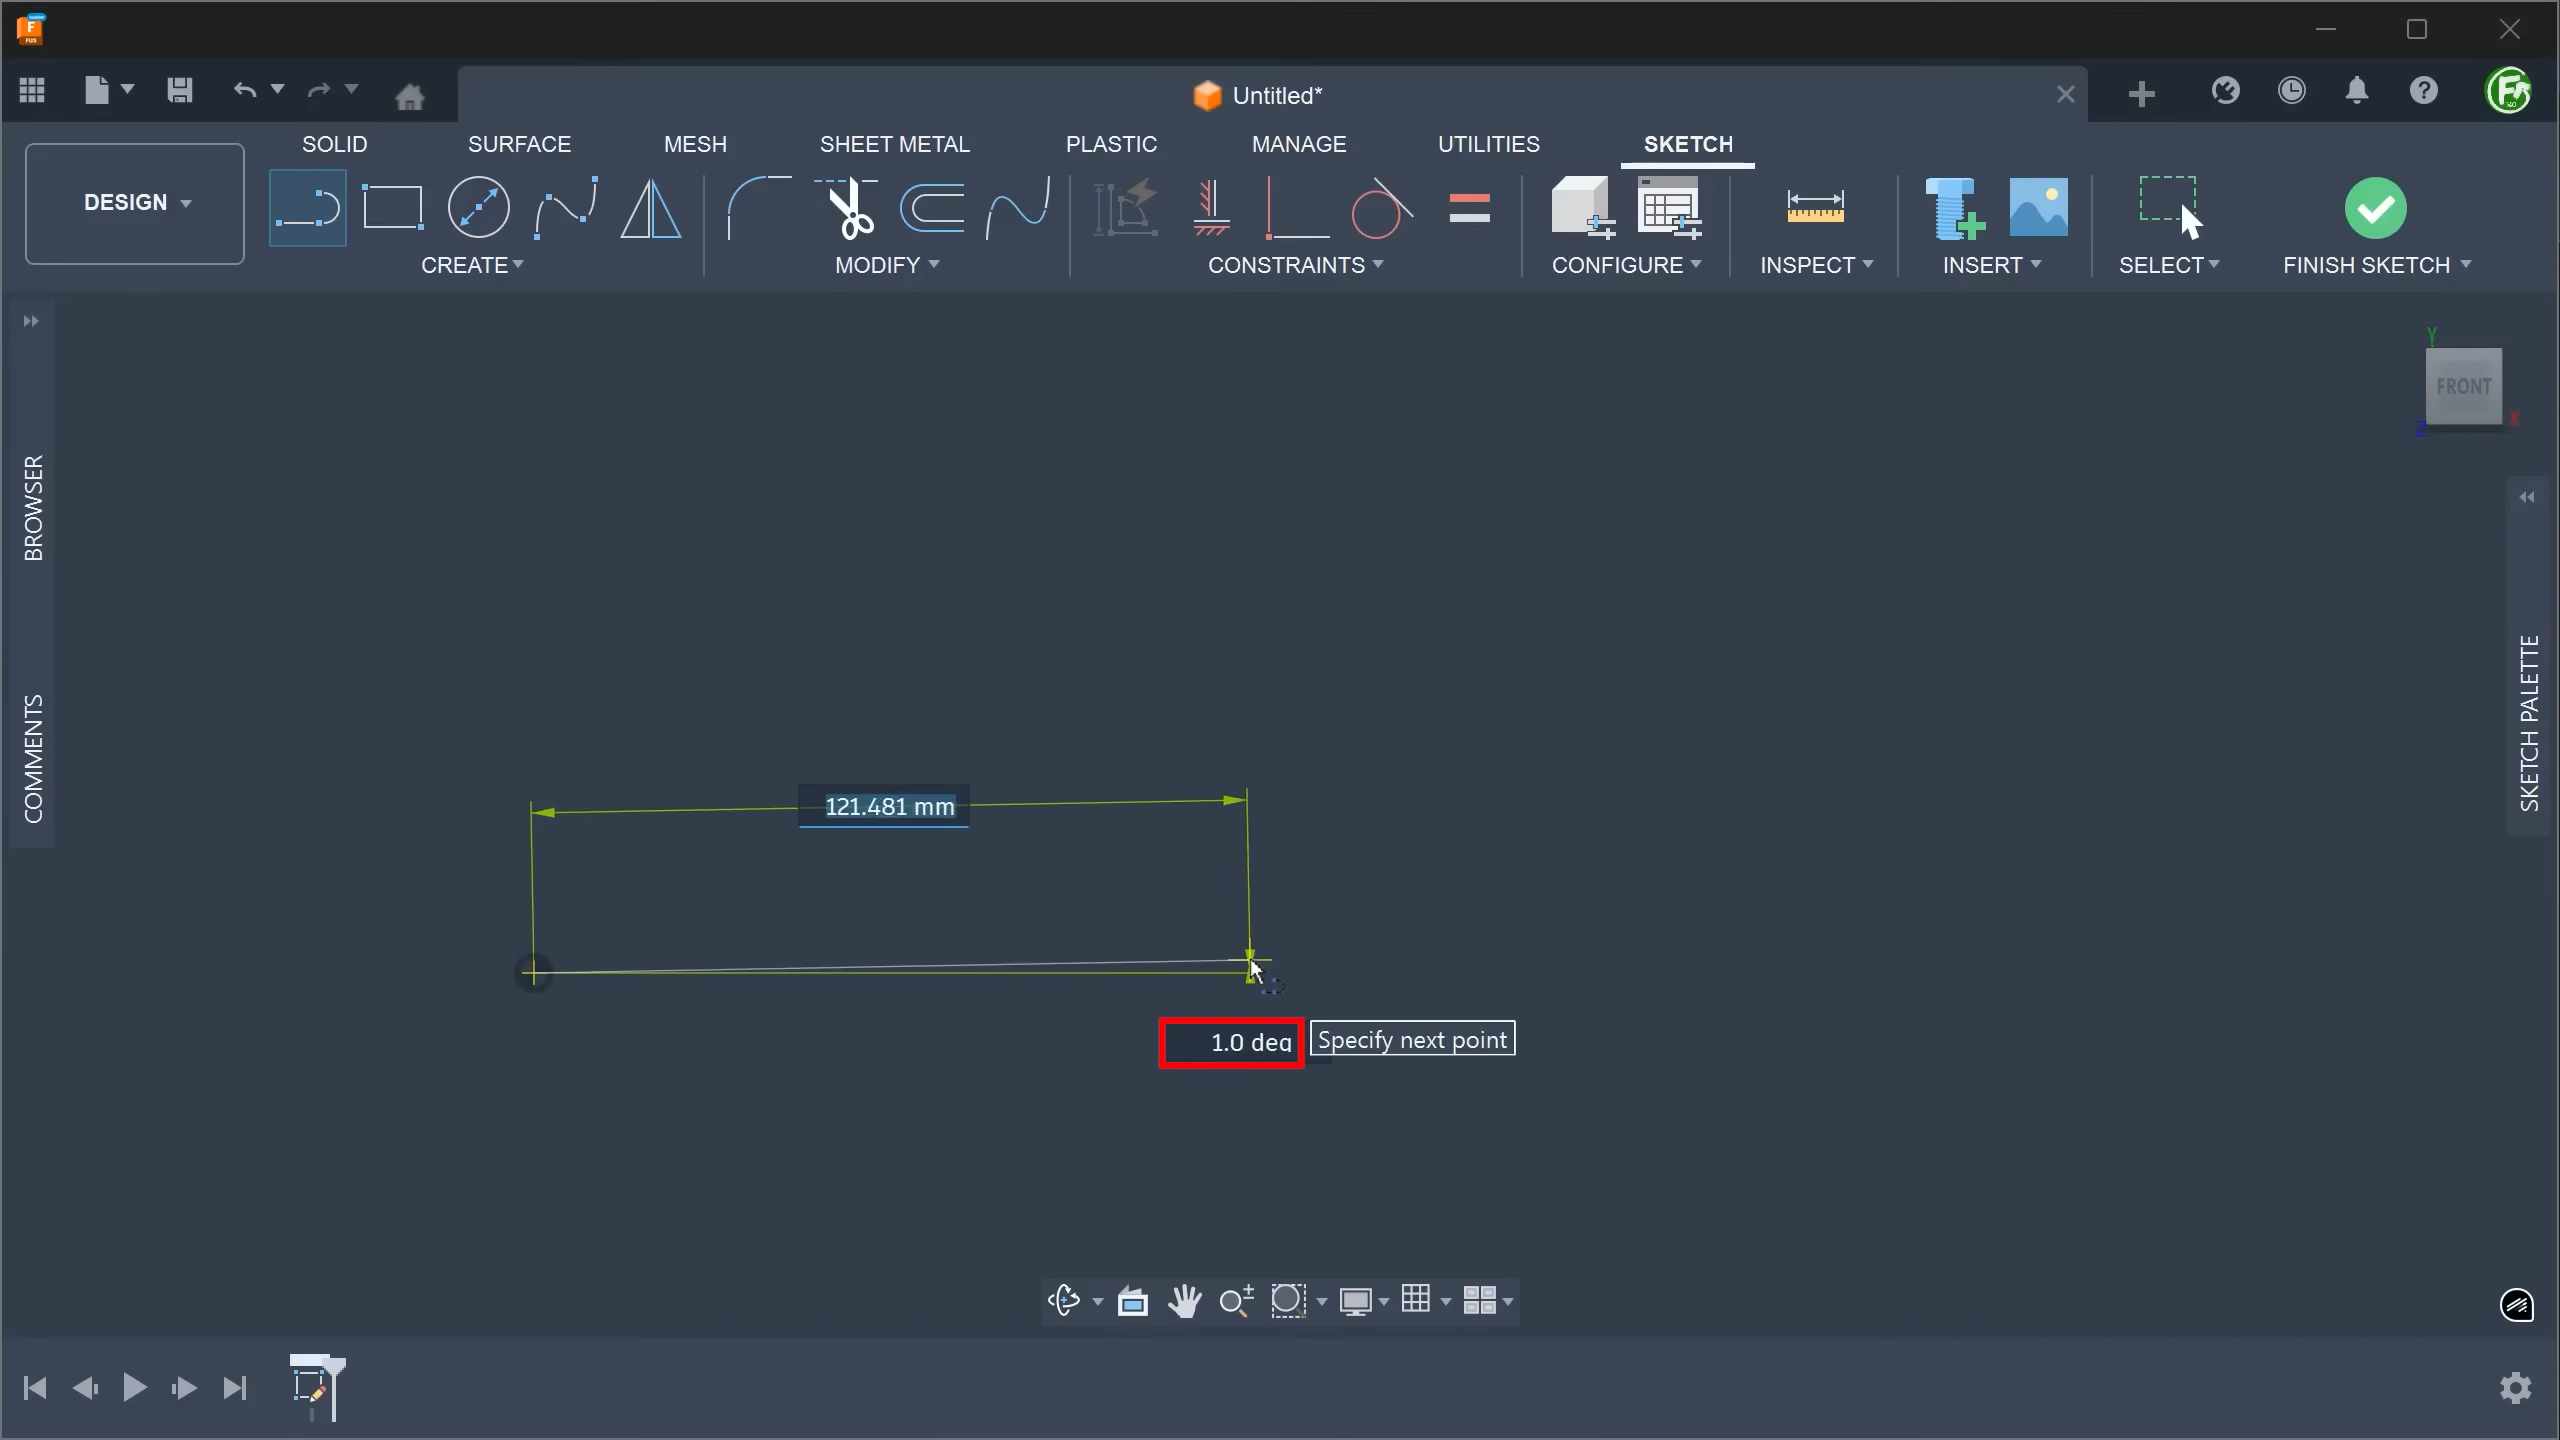 Untitled*
DESIGN
SOLID
SURFACE
MESH
SHEET METAL
PLASTIC
MANAGE
UTILITIES
SKETCH
CREATE
MODIFY
CONSTRAINTS
CONFIGURE
INSPECT
INSERT
SELECT
FINISH SKETCH
BROWSER
COMMENTS
Y
FRONT
X
Z
SKETCH PALETTE
121.481 mm
1.0 deg
Specify next point